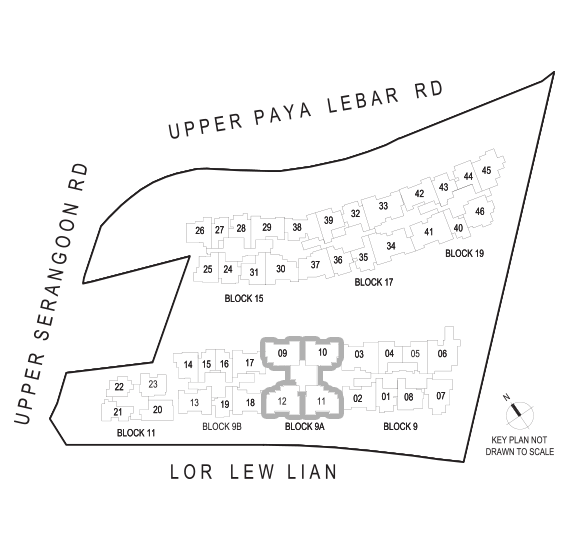 UPPER PAYA LEBAR RD
UPPER SERANGOON RD
26 27 28 29 38 39 32 33 42 43 44 45
25 24 31 30 37 36 35 34 41 40 46
BLOCK 15
BLOCK 17
BLOCK 19
14 15 16 17 09 10 03 04 05 06
22 23
13 19 18 12 11 02 01 08 07
21 20
BLOCK 11
BLOCK 9B
BLOCK 9A
BLOCK 9
N
KEY PLAN NOT
DRAWN TO SCALE
LOR LEW LIAN